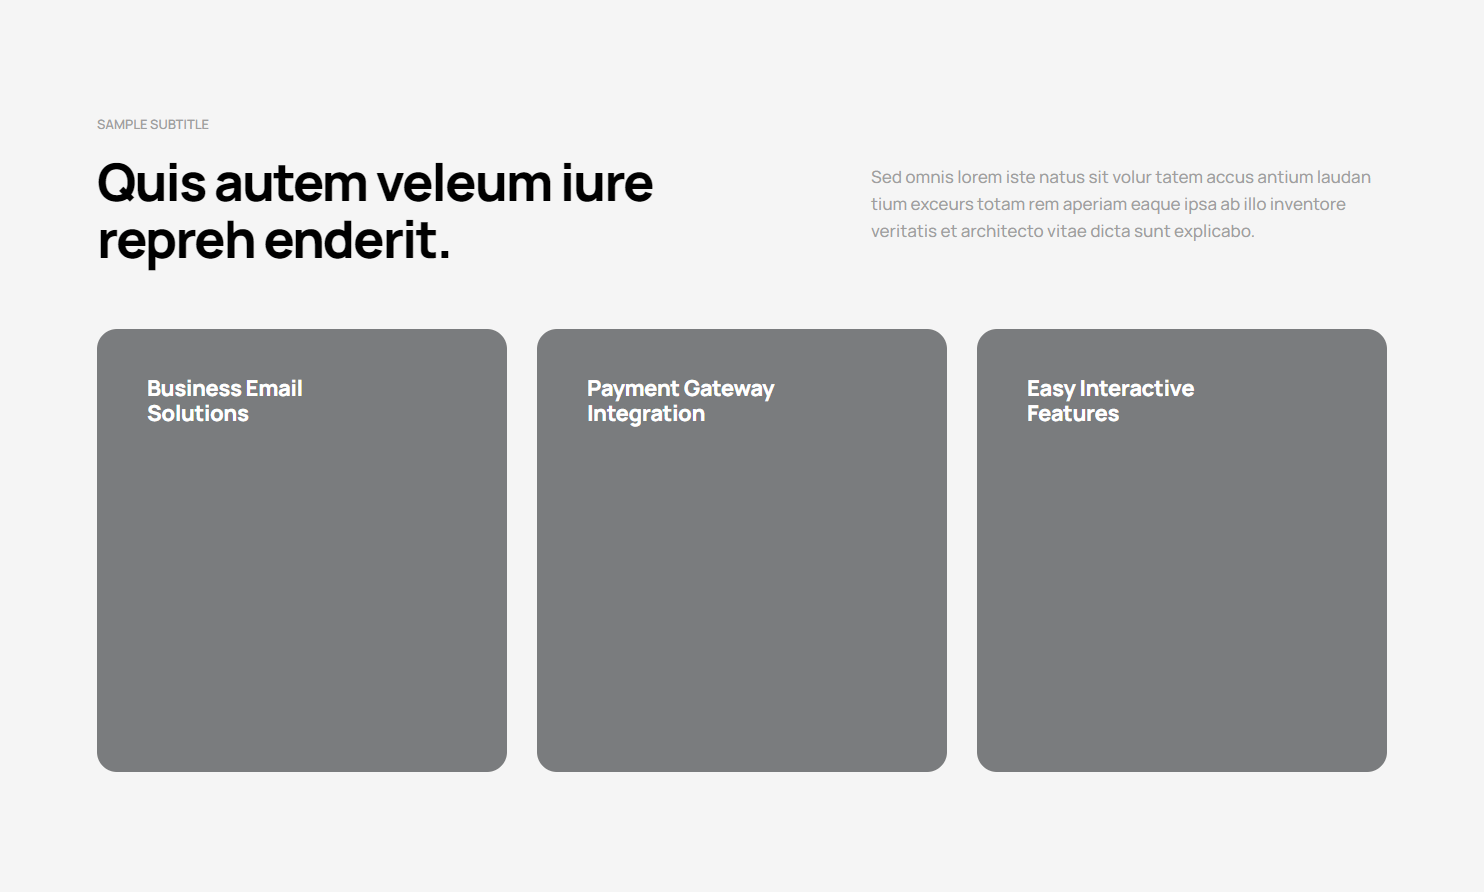 SAMPLE SUBTITLE
Quis autem veleum iure
repreh enderit.
Sed omnis lorem iste natus sit volur tatem accus antium laudan
tium exceurs totam rem aperiam eaque ipsa ab illo inventore
veritatis et architecto vitae dicta sunt explicabo.
Business Email
Solutions
Payment Gateway
Integration
Easy Interactive
Features